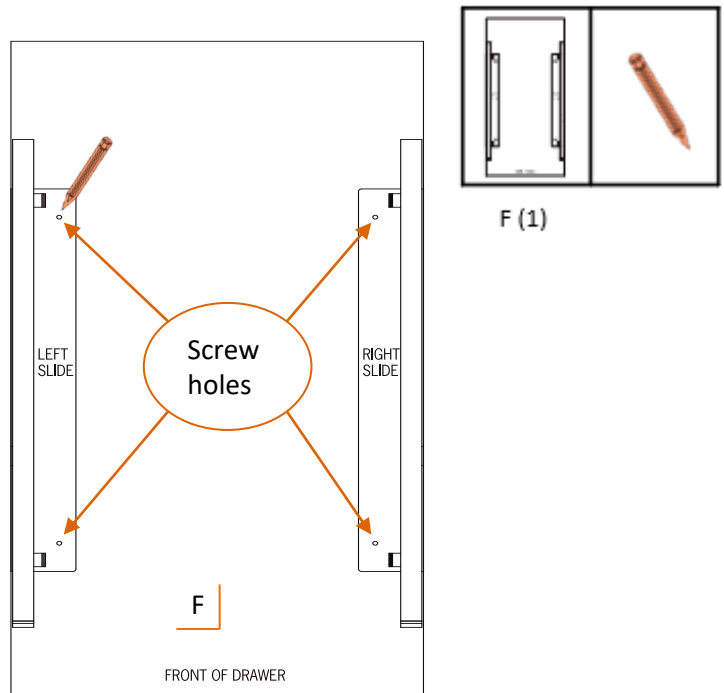 F (1)
Screw
holes
LEFT
SLIDE
RIGHT
SLIDE
F
FRONT OF DRAWER